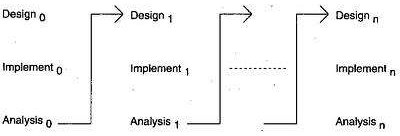 Design 0 Design 1 Design n
Implement 0 Implement 1 Implement n
Analysis 0 Analysis 1 Analysis n